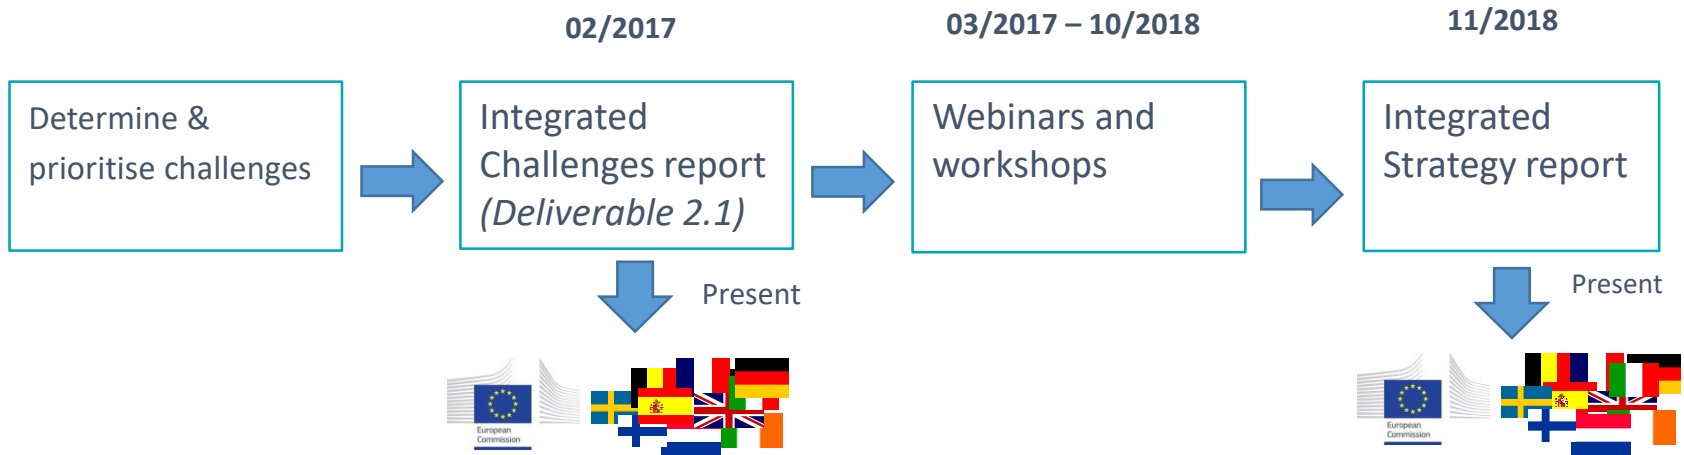 02/2017
03/2017 – 10/2018
11/2018
Determine &
prioritise challenges
Integrated
Challenges report
(Deliverable 2.1)
Webinars and
workshops
Integrated
Strategy report
Present
Present
European
Commission
European
Commission